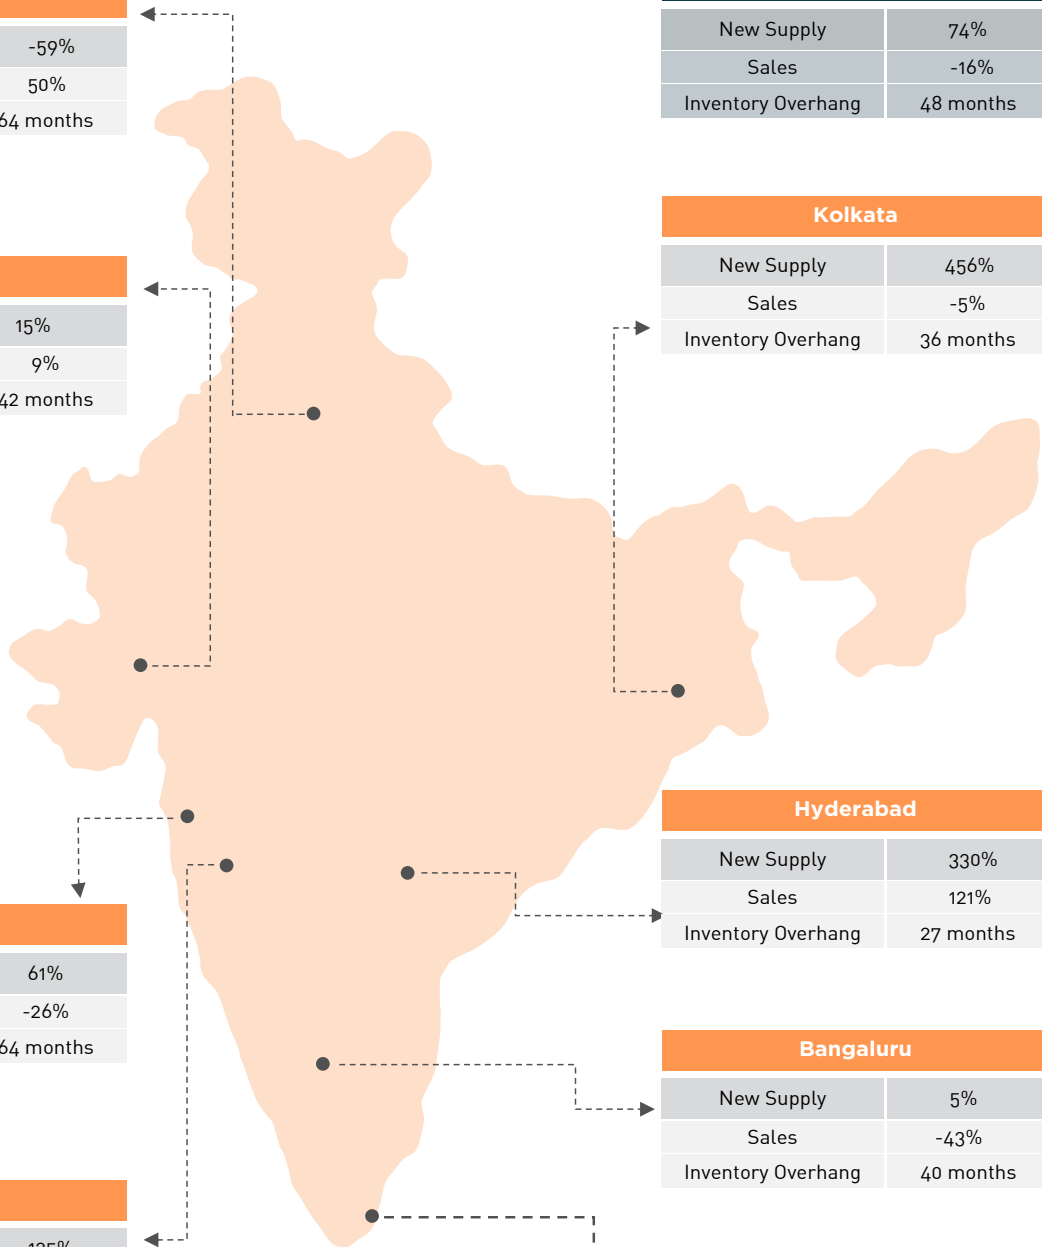 -59%
50%
64 months
15%
9%
42 months
61%
-26%
64 months
New Supply 74%
Sales -16%
Inventory Overhang 48 months
Kolkata
New Supply 456%
Sales -5%
Inventory Overhang 36 months
Hyderabad
New Supply 330%
Sales 121%
Inventory Overhang 27 months
Bangaluru
New Supply 5%
Sales -43%
Inventory Overhang 40 months